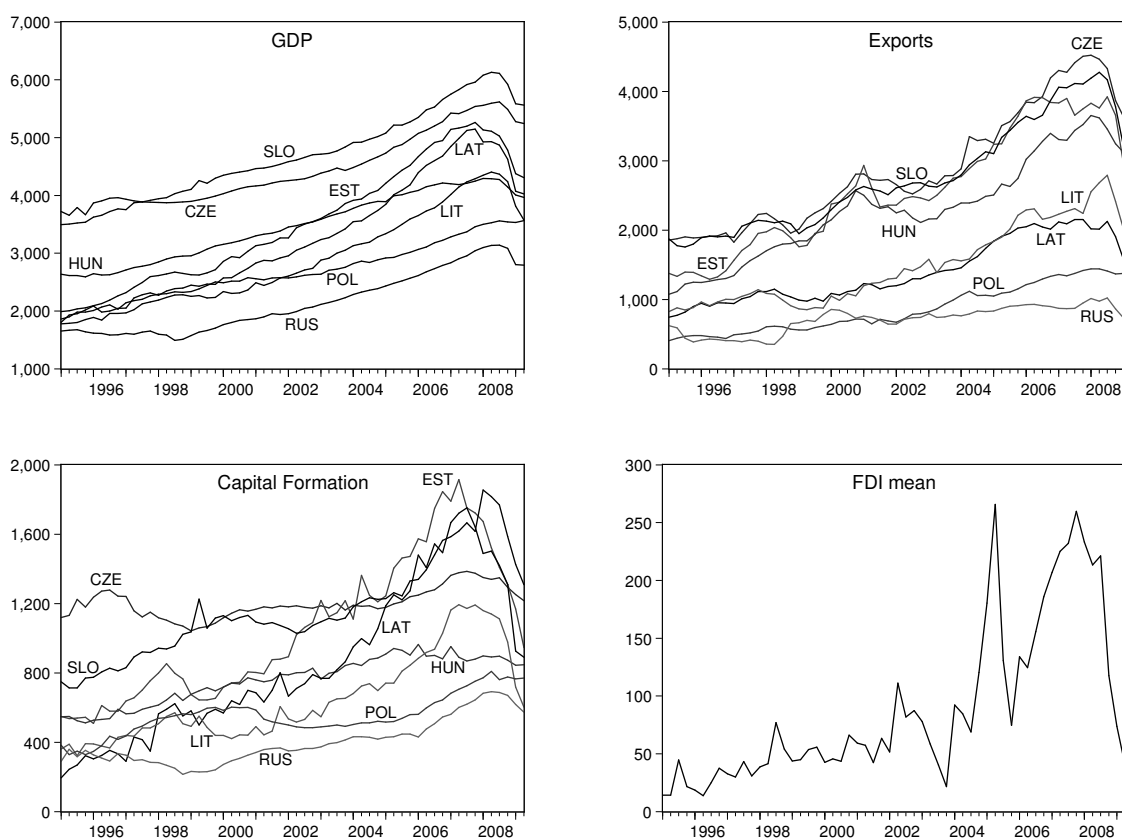 GDP
7,000
6,000
5,000
4,000
3,000
2,000
1,000
SLO
CZE
EST
LAT
LIT
HUN
POL
RUS
1996 1998 2000 2002 2004 2006 2008
Exports
5,000
4,000
3,000
2,000
1,000
0
CZE
SLO
HUN
EST
LIT
LAT
POL
RUS
1996 1998 2000 2002 2004 2006 2008
Capital Formation
2,000
1,600
1,200
800
400
0
EST
CZE
LAT
SLO
HUN
POL
LIT
RUS
1996 1998 2000 2002 2004 2006 2008
FDI mean
300
250
200
150
100
50
0
1996 1998 2000 2002 2004 2006 2008